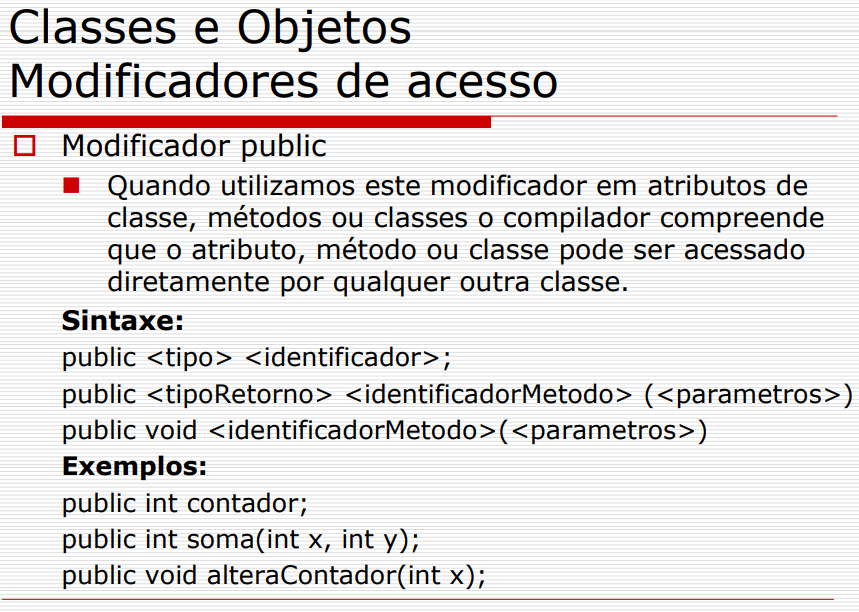 Classes e Objetos
Modificadores de acesso
Modificador public
Quando utilizamos este modificador em atributos de
classe, métodos ou classes o compilador compreende
que o atributo, método ou classe pode ser acessado
diretamente por qualquer outra classe.
Sintaxe:
public <tipo> <identificador>;
public <tipoRetorno> <identificadorMetodo> (<parametros>)
public void <identificadorMetodo>(<parametros>)
Exemplos:
public int contador;
public int soma(int x, int y);
public void alteraContador(int x);